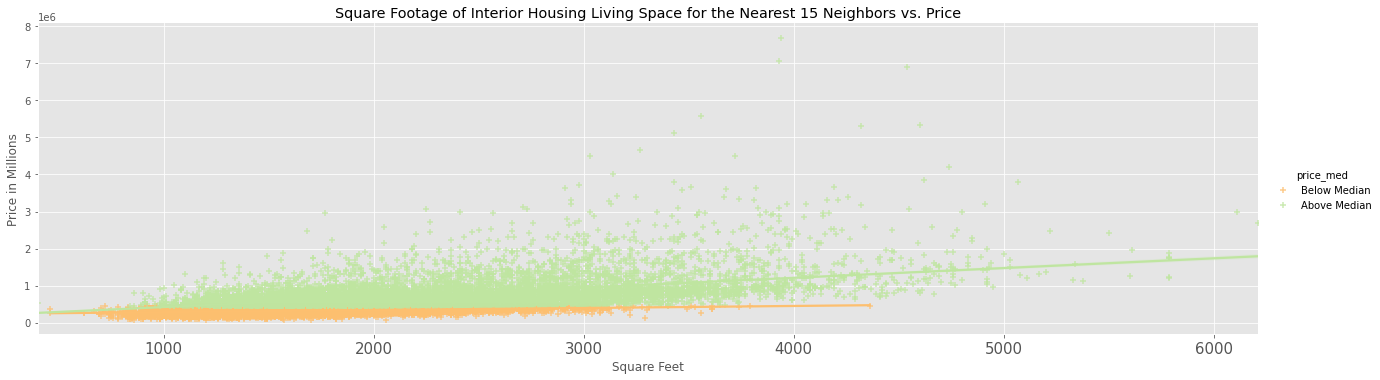 Square Footage of Interior Housing Living Space for the Nearest 15 Neighbors vs. Price
1e6
8
7
6
5
4
3
2
1
0
Price in Millions
1000 2000 3000 4000 5000 6000
Square Feet
price_med
Below Median
Above Median